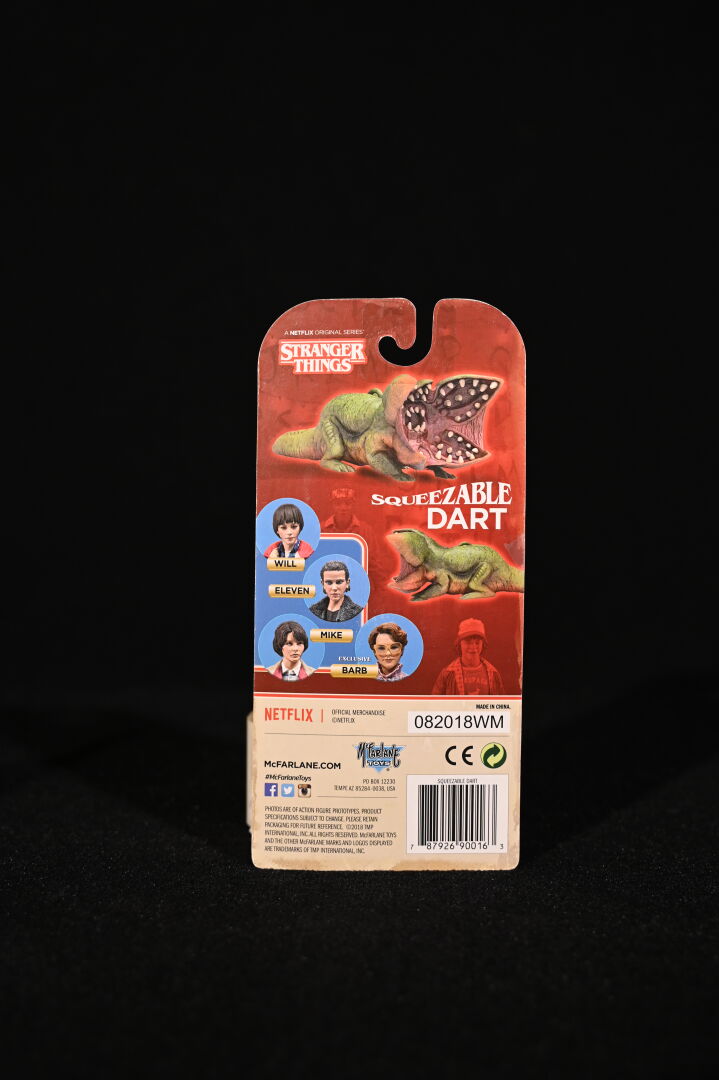 A NETFLIX ORIGINAL SERIES
STRANGER
THINGS
SQUEEZABLE
DART
WILL
ELEVEN
MIKE
EXCLUSIVE
BARB
NETFLIX | OFFICIAL MERCHANDISE
©NETFLIX
MADE IN CHINA.
082018WM
McFARLANE
TOYS
®
CE
McFARLANE.COM
#McFarlaneToys
PO BOX 12230
TEMPE AZ 85284-0038, USA
PHOTOS ARE OF ACTION FIGURE PROTOTYPES. PRODUCT
SPECIFICATIONS SUBJECT TO CHANGE. PLEASE RETAIN
PACKAGING FOR FUTURE REFERENCE. ©2018 TMP
INTERNATIONAL, INC. ALL RIGHTS RESERVED. McFARLANE TOYS
AND THE OTHER McFARLANE MARKS AND LOGOS DISPLAYED
ARE TRADEMARKS OF TMP INTERNATIONAL, INC.
SQUEEZABLE DART
7 87926 90016 3